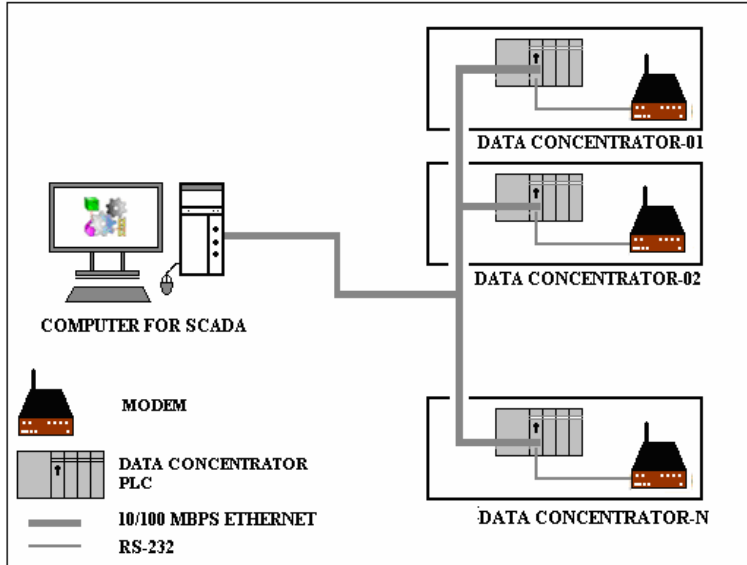 DATA CONCENTRATOR-01
DATA CONCENTRATOR-02
COMPUTER FOR SCADA
MODEM
DATA CONCENTRATOR
PLC
10/100 MBPS ETHERNET
RS-232
DATA CONCENTRATOR-N